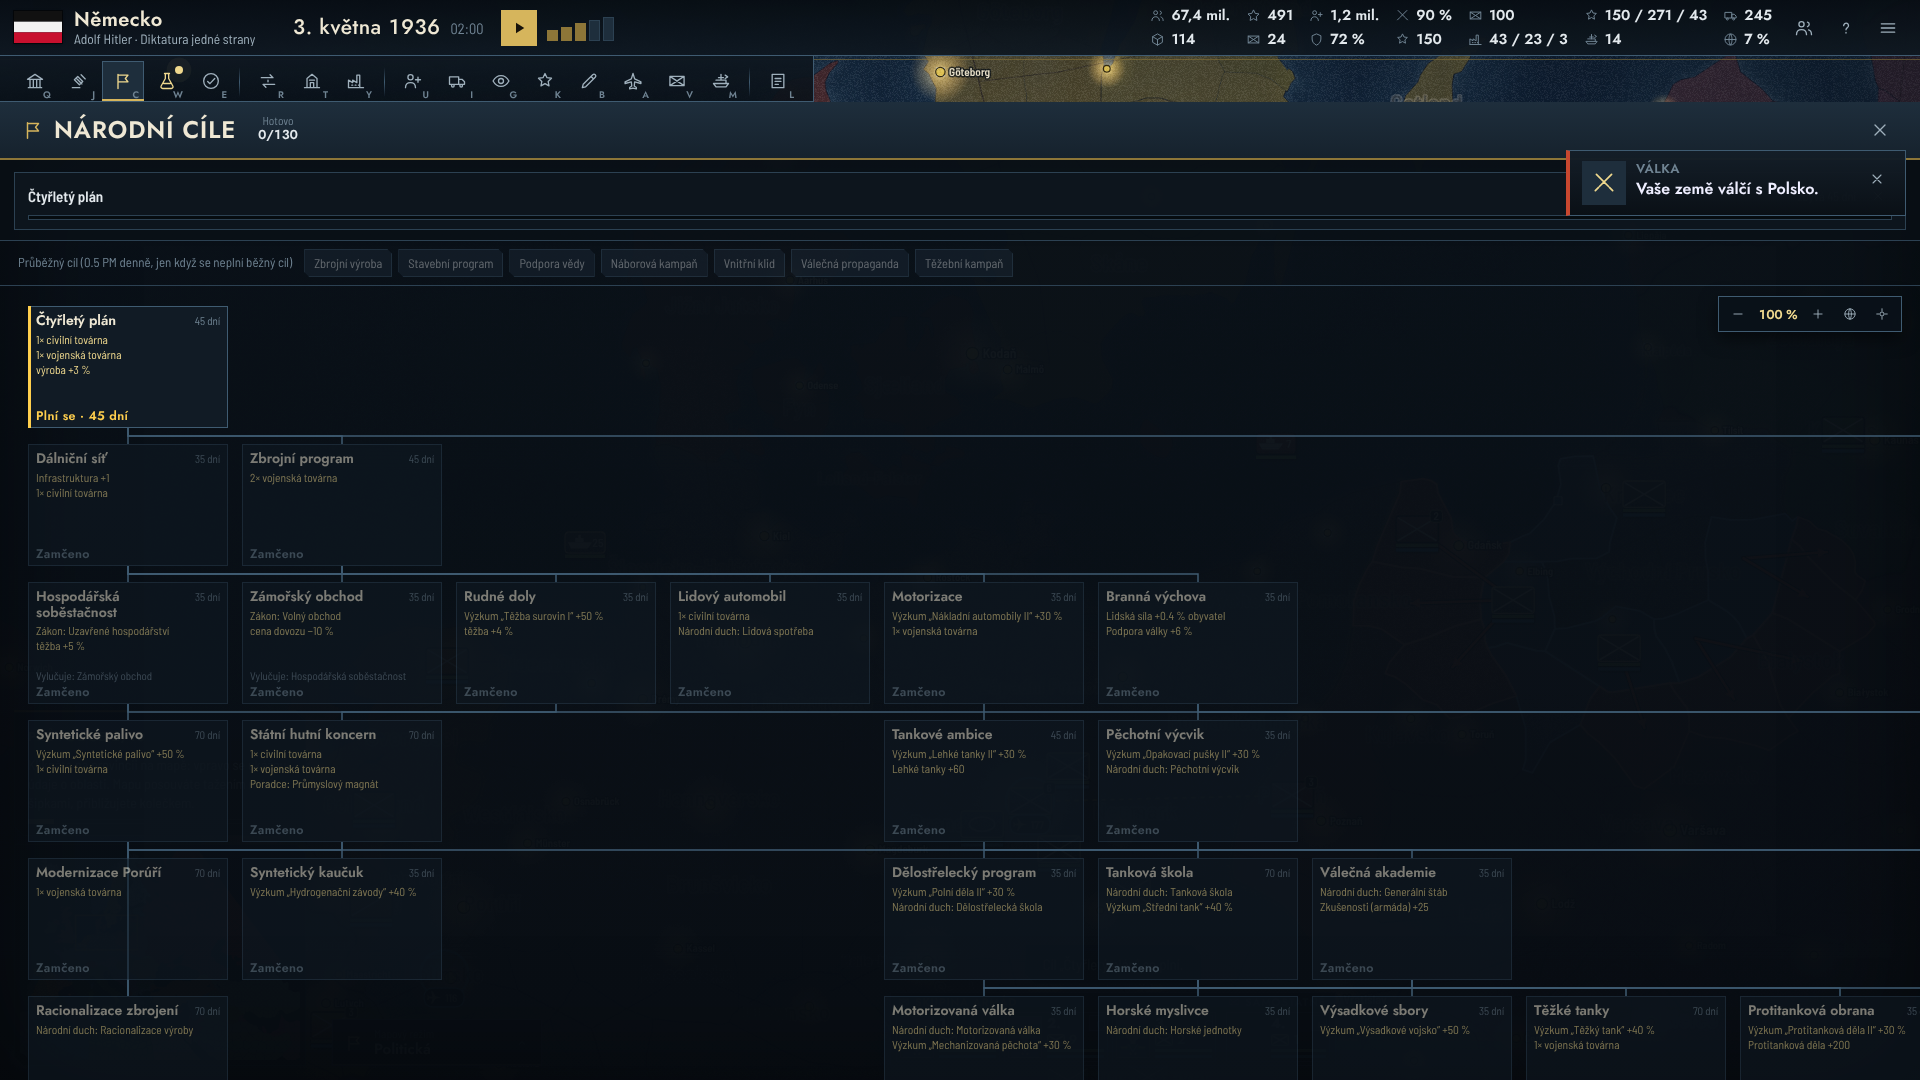 Německo
Adolf Hitler · Diktatura jedné strany
3. května 1936 02:00
67,4 mil. 491 1,2 mil. 90 % 100 150 / 271 / 43 245
114 24 72 % 150 43 / 23 / 3 14 7 %
?
Q J C W E R T Y U I G K B A V M L
Göteborg
NÁRODNÍ CÍLE
Hotovo
0/130
VÁLKA
Vaše země válčí s Polsko.
Čtyřletý plán
Průběžný cíl (0.5 PM denně, jen když se neplní běžný cíl)
Zbrojní výroba
Stavební program
Podpora vědy
Náborová kampaň
Vnitřní klid
Válečná propaganda
Těžební kampaň
100 %
Čtyřletý plán 45 dní
1× civilní továrna
1× vojenská továrna
výroba +3 %
Plní se · 45 dní
Dálniční síť 35 dní
Infrastruktura +1
1× civilní továrna
Zamčeno
Zbrojní program 45 dní
2× vojenská továrna
Zamčeno
Hospodářská soběstačnost 35 dní
Zákon: Uzavřené hospodářství
těžba +5 %
Vylučuje: Zámořský obchod
Zamčeno
Zámořský obchod 35 dní
Zákon: Volný obchod
cena dovozu −10 %
Vylučuje: Hospodářská soběstačnost
Zamčeno
Rudné doly 35 dní
Výzkum „Těžba surovin I" +50 %
těžba +4 %
Zamčeno
Lidový automobil 35 dní
1× civilní továrna
Národní duch: Lidová spotřeba
Zamčeno
Motorizace 35 dní
Výzkum „Nákladní automobily II" +30 %
1× vojenská továrna
Zamčeno
Branná výchova 35 dní
Lidská síla +0.4 % obyvatel
Podpora války +6 %
Zamčeno
Syntetické palivo 70 dní
Výzkum „Syntetické palivo" +50 %
1× civilní továrna
Zamčeno
Státní hutní koncern 70 dní
1× civilní továrna
1× vojenská továrna
Poradce: Průmyslový magnát
Zamčeno
Tankové ambice 45 dní
Výzkum „Lehké tanky II" +30 %
Lehké tanky +60
Zamčeno
Pěchotní výcvik 35 dní
Výzkum „Opakovací pušky II" +30 %
Národní duch: Pěchotní výcvik
Zamčeno
Modernizace Porúří 70 dní
1× vojenská továrna
Zamčeno
Syntetický kaučuk 35 dní
Výzkum „Hydrogenační závody" +40 %
Zamčeno
Dělostřelecký program 35 dní
Výzkum „Polní děla II" +30 %
Národní duch: Dělostřelecká škola
Zamčeno
Tanková škola 70 dní
Národní duch: Tanková škola
Výzkum „Střední tank" +40 %
Zamčeno
Válečná akademie 35 dní
Národní duch: Generální štáb
Zkušenosti (armáda) +25
Zamčeno
Racionalizace zbrojení 70 dní
Národní duch: Racionalizace výroby
Motorizovaná válka 35 dní
Národní duch: Motorizovaná válka
Výzkum „Mechanizovaná pěchota" +30 %
Horské myslivce 35 dní
Národní duch: Horské jednotky
Výsadkové sbory 35 dní
Výzkum „Výsadkové vojsko" +50 %
Těžké tanky 70 dní
Výzkum „Těžký tank" +40 %
1× vojenská továrna
Protitanková obrana 35
Výzkum „Protitanková děla II" +30 %
Protitanková děla +200